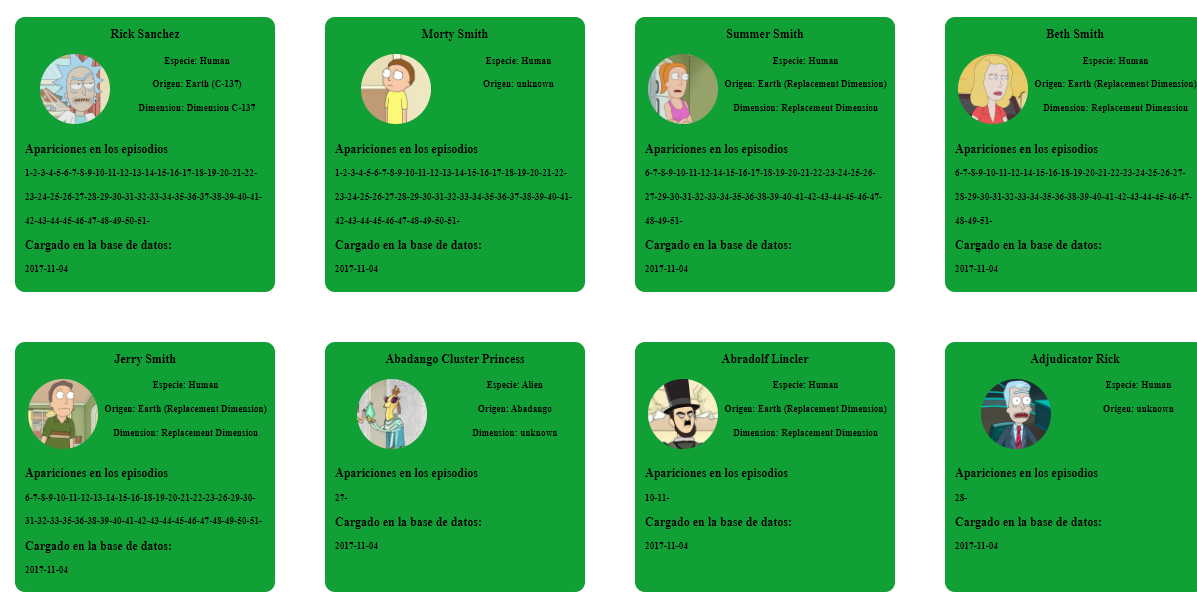 Rick Sanchez
Especie: Human
Origen: Earth (C-137)
Dimension: Dimension C-137
Apariciones en los episodios
1-2-3-4-5-6-7-8-9-10-11-12-13-14-15-16-17-18-19-20-21-22-
23-24-25-26-27-28-29-30-31-32-33-34-35-36-37-38-39-40-41-
42-43-44-45-46-47-48-49-50-51-
Cargado en la base de datos:
2017-11-04
Morty Smith
Especie: Human
Origen: unknown
Apariciones en los episodios
1-2-3-4-5-6-7-8-9-10-11-12-13-14-15-16-17-18-19-20-21-22-
23-24-25-26-27-28-29-30-31-32-33-34-35-36-37-38-39-40-41-
42-43-44-45-46-47-48-49-50-51-
Cargado en la base de datos:
2017-11-04
Summer Smith
Especie: Human
Origen: Earth (Replacement Dimension)
Dimension: Replacement Dimension
Apariciones en los episodios
6-7-8-9-10-11-12-14-15-16-17-18-19-20-21-22-23-24-25-26-
27-29-30-31-32-33-34-35-36-38-39-40-41-42-43-44-45-46-47-
48-49-51-
Cargado en la base de datos:
2017-11-04
Beth Smith
Especie: Human
Origen: Earth (Replacement Dimension)
Dimension: Replacement Dimension
Apariciones en los episodios
6-7-8-9-10-11-12-14-15-16-18-19-20-21-22-23-24-25-26-27-
28-29-30-31-32-33-34-35-36-38-39-40-41-42-43-44-45-46-47-
48-49-51-
Cargado en la base de datos:
2017-11-04
Jerry Smith
Especie: Human
Origen: Earth (Replacement Dimension)
Dimension: Replacement Dimension
Apariciones en los episodios
6-7-8-9-10-11-12-13-14-15-16-18-19-20-21-22-23-26-29-30-
31-32-33-35-36-38-39-40-41-42-43-44-45-46-47-48-49-50-51-
Cargado en la base de datos:
2017-11-04
Abadango Cluster Princess
Especie: Alien
Origen: Abadango
Dimension: unknown
Apariciones en los episodios
27-
Cargado en la base de datos:
2017-11-04
Abradolf Lincler
Especie: Human
Origen: Earth (Replacement Dimension)
Dimension: Replacement Dimension
Apariciones en los episodios
10-11-
Cargado en la base de datos:
2017-11-04
Adjudicator Rick
Especie: Human
Origen: unknown
Apariciones en los episodios
28-
Cargado en la base de datos:
2017-11-04